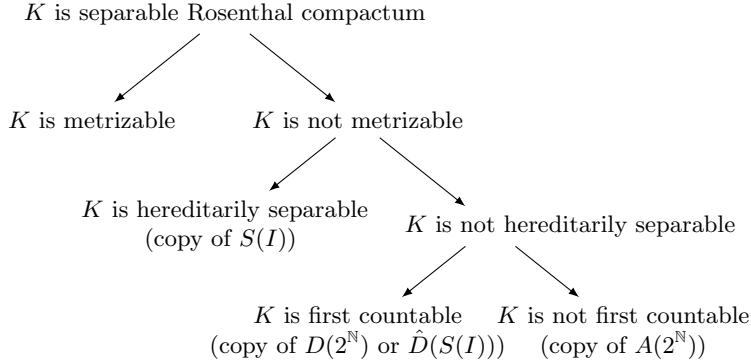 K is separable Rosenthal compactum
K is metrizable
K is not metrizable
K is hereditarily separable
(copy of S(I))
K is not hereditarily separable
K is first countable
(copy of D(2^ℕ) or D̂(S(I)))
K is not first countable
(copy of A(2^ℕ))